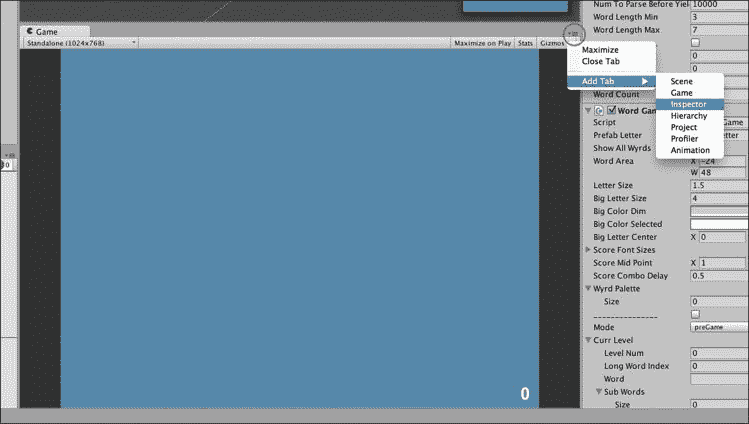 Num To Parse Before Yiel 10000
Word Length Min 3
Game
Word Length Max 7
Standalone (1024x768) Maximize on Play Stats Gizmos
Maximize
0
Close Tab
0
Add Tab
Scene
Game
Word Count
Inspector
Word Gam
Hierarchy
Script
Project
Prefab Letter
Profiler
Show All Wyrds
Animation
Word Area X -24
W 48
Letter Size 1.5
Big Letter Size 4
Big Color Dim
Big Color Selected
Big Letter Center X 0
Score Font Sizes
Score Mid Point X 1
Score Combo Delay 0.5
Wyrd Palette
Size 0
_______________
Mode preGame
Curr Level
Level Num 0
Long Word Index 0
Word
0
Sub Words
Size 0